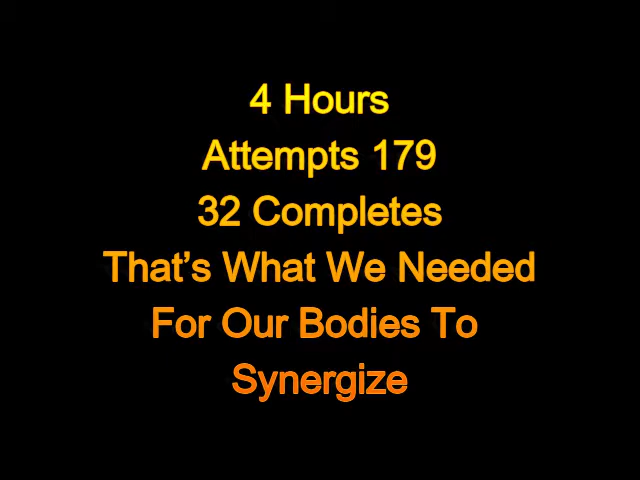 4 Hours
Attempts 179
32 Completes
That’s What We Needed
For Our Bodies To
Synergize